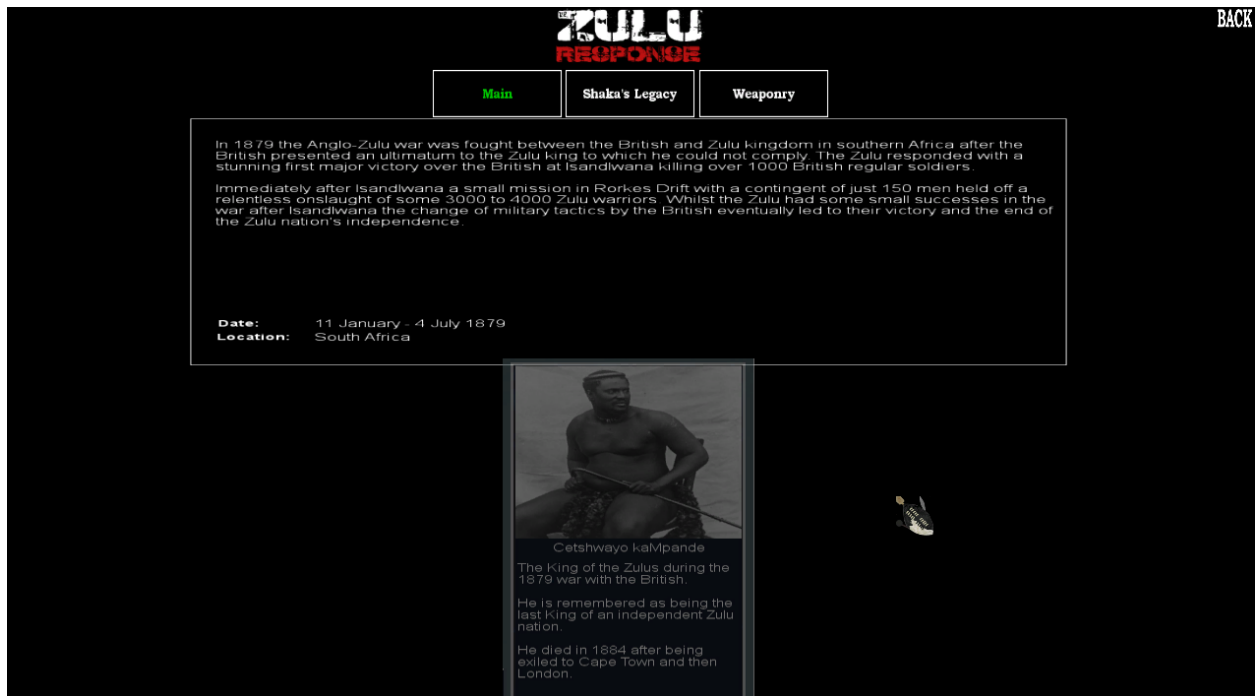 BACK
THE ZULU
RESPONSE
Main
Shaka's Legacy
Weaponry
In 1879 the Anglo-Zulu war was fought between the British and Zulu kingdom in southern Africa after the
British presented an ultimatum to the Zulu king to which he could not comply. The Zulu responded with a
stunning first major victory over the British at Isandlwana killing over 1000 British regular soldiers.
Immediately after Isandlwana a small mission in Rorkes Drift with a contingent of just 150 men held off a
relentless onslaught of some 3000 to 4000 Zulu warriors. Whilst the Zulu had some small successes in the
war after Isandlwana the change of military tactics by the British eventually led to their victory and the end of
the Zulu nation's independence.
Date: 11 January - 4 July 1879
Location: South Africa
Cetshwayo kaMpande
The King of the Zulus during the
1879 war with the British.
He is remembered as being the
last King of an independent Zulu
nation.
He died in 1884 after being
exiled to Cape Town and then
London.